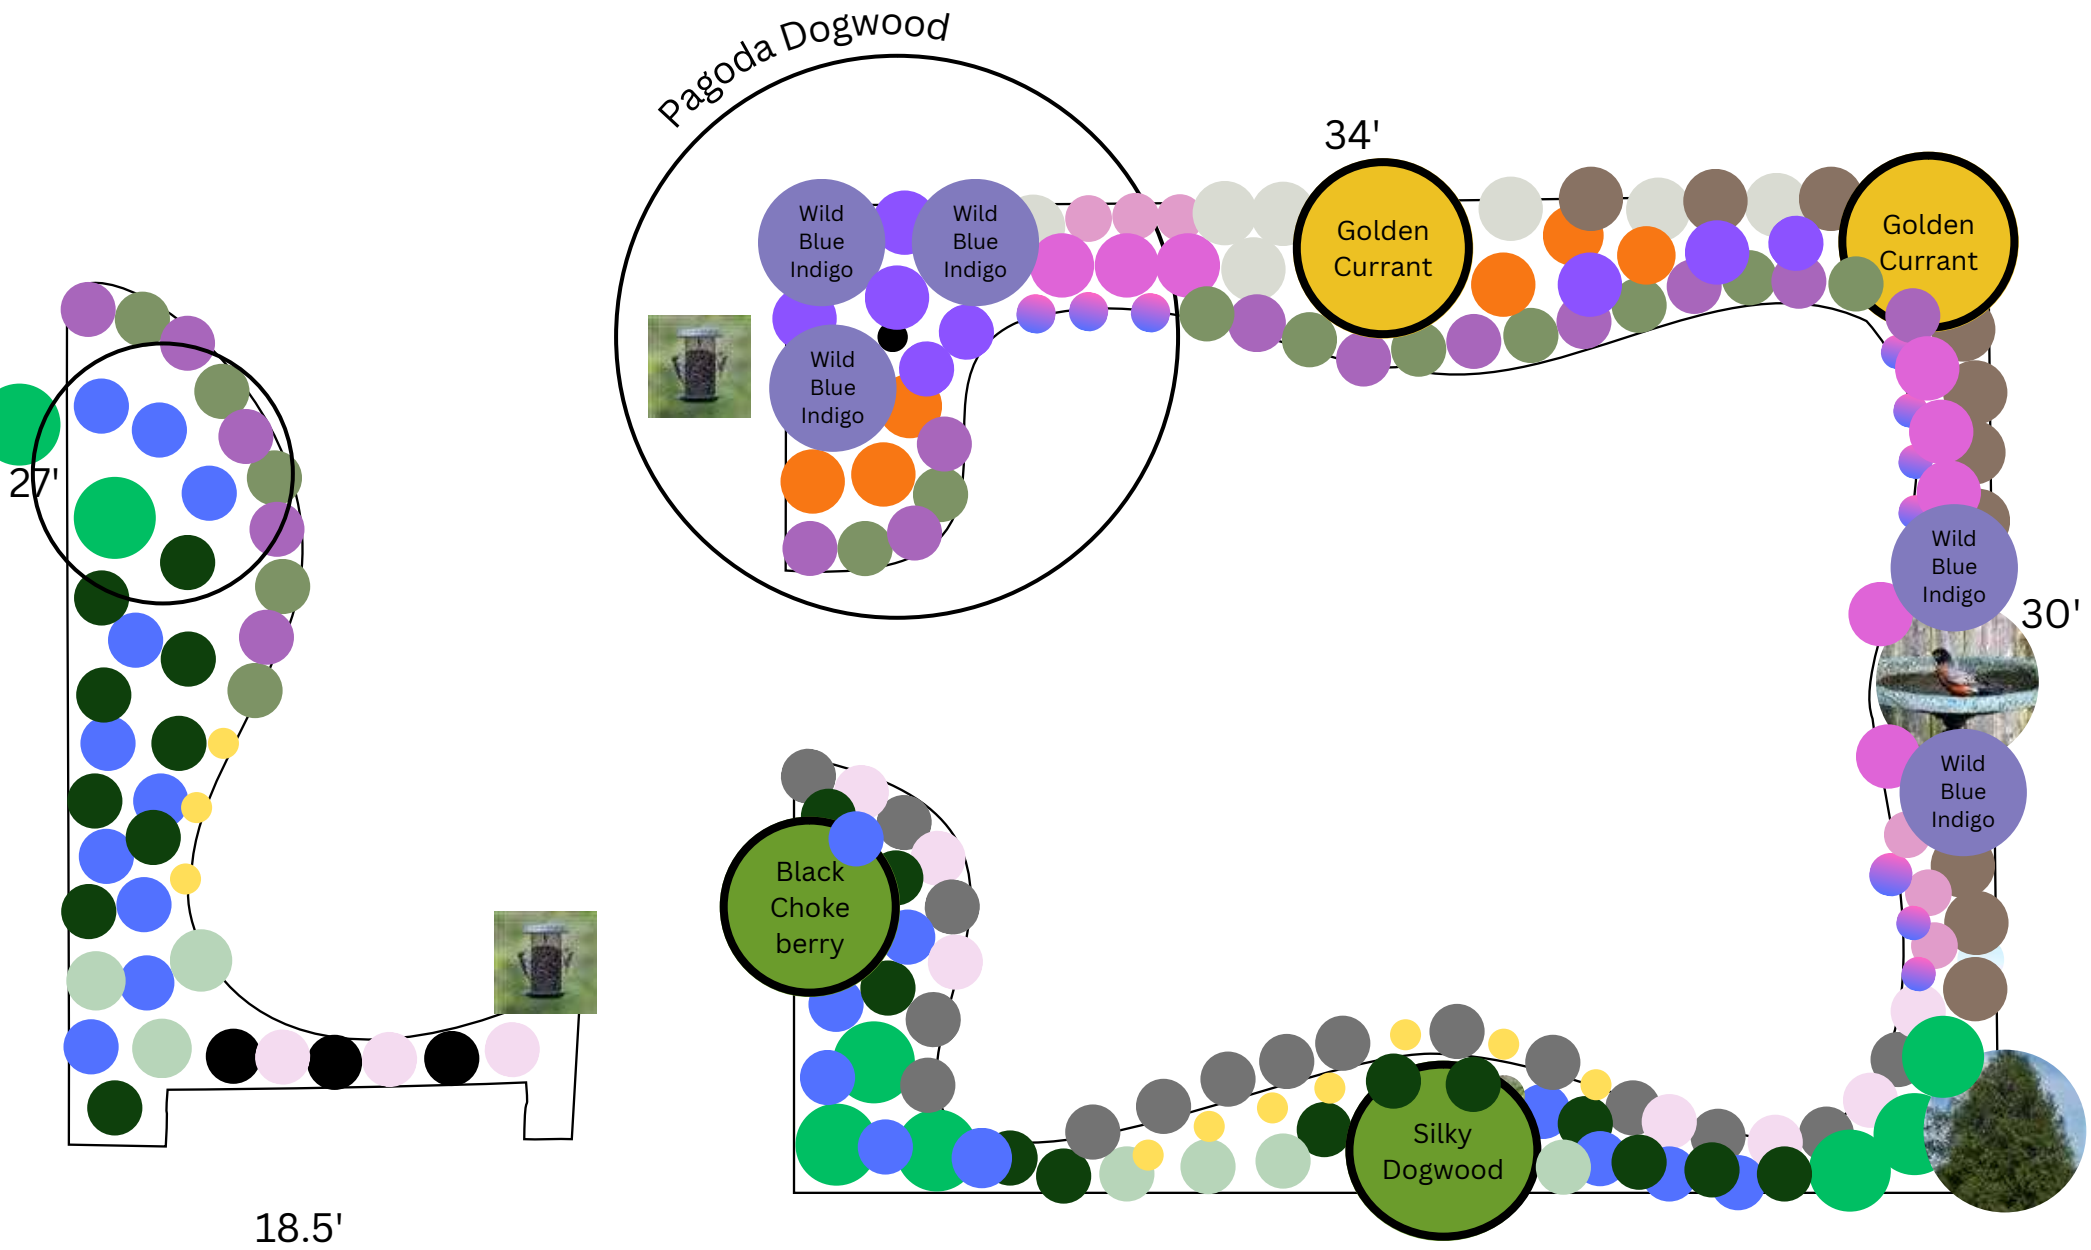 Pagoda Dogwood
34'
Wild
Blue
Indigo
Wild
Blue
Indigo
Golden
Currant
Golden
Currant
Wild
Blue
Indigo
27'
Wild
Blue
Indigo
30'
Wild
Blue
Indigo
Black
Choke
berry
Silky
Dogwood
18.5'